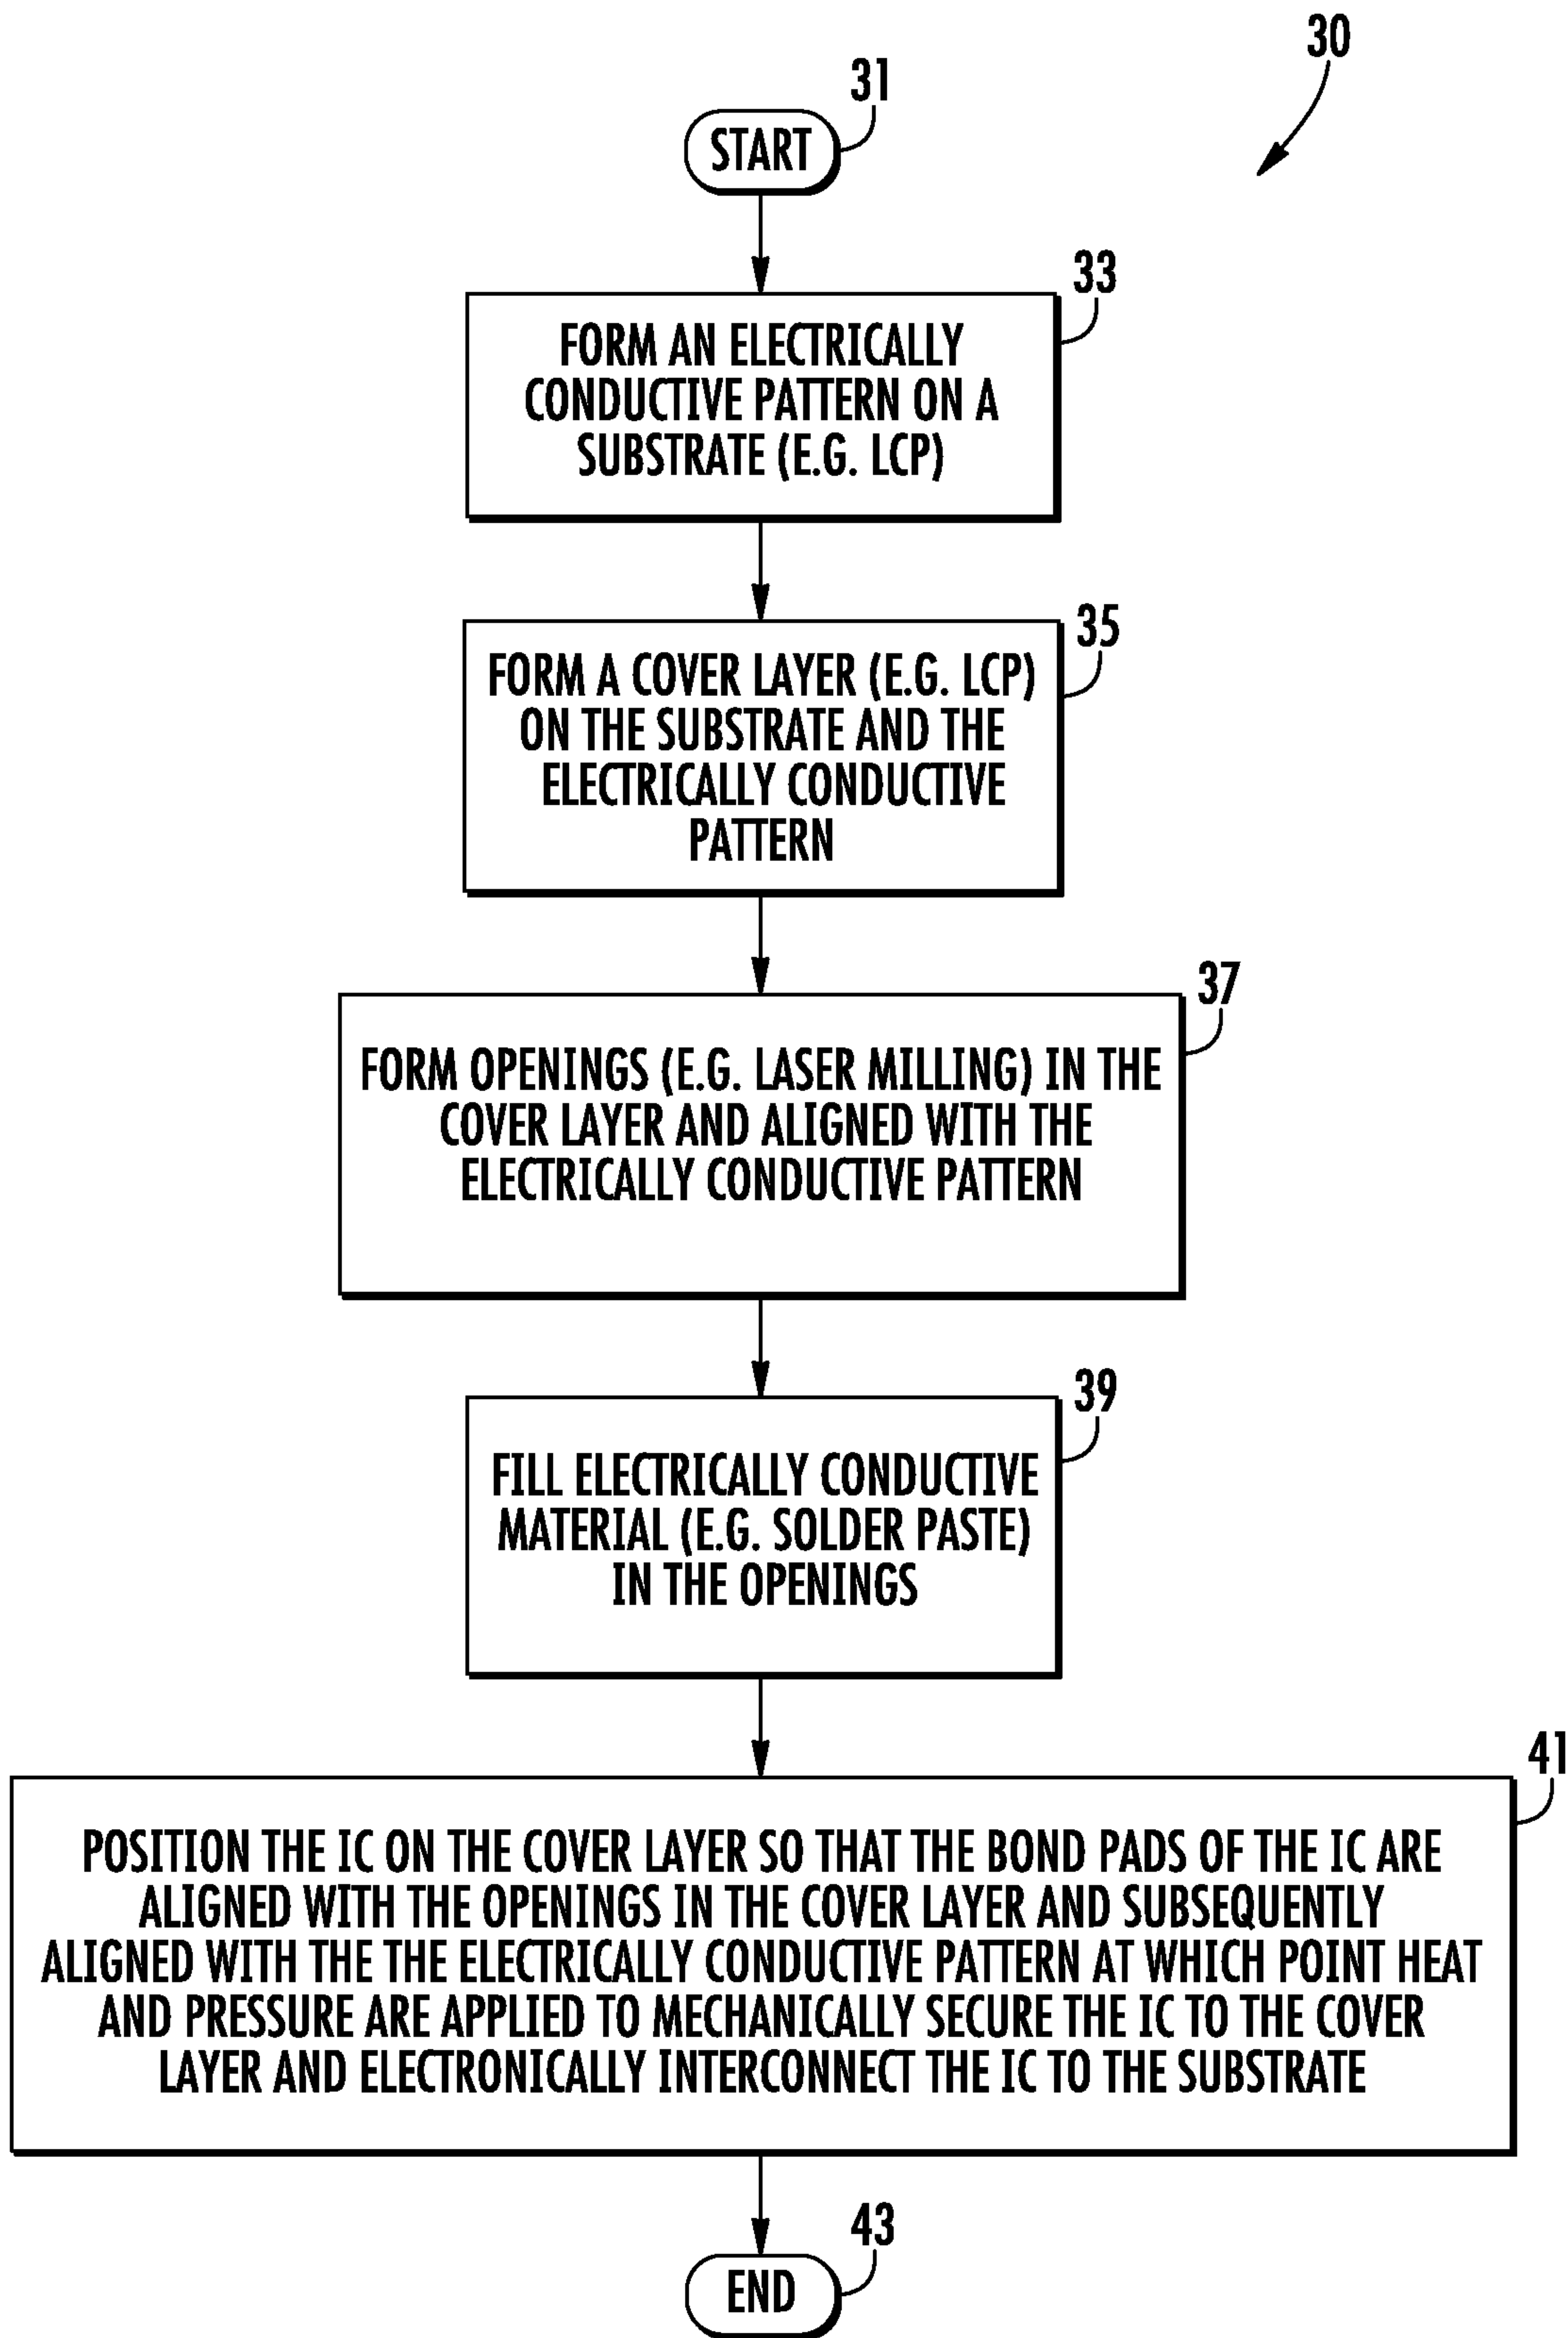 30
31
START
33
FORM AN ELECTRICALLY
CONDUCTIVE PATTERN ON A
SUBSTRATE (E.G. LCP)
35
FORM A COVER LAYER (E.G. LCP)
ON THE SUBSTRATE AND THE
ELECTRICALLY CONDUCTIVE
PATTERN
37
FORM OPENINGS (E.G. LASER MILLING) IN THE
COVER LAYER AND ALIGNED WITH THE
ELECTRICALLY CONDUCTIVE PATTERN
39
FILL ELECTRICALLY CONDUCTIVE
MATERIAL (E.G. SOLDER PASTE)
IN THE OPENINGS
41
POSITION THE IC ON THE COVER LAYER SO THAT THE BOND PADS OF THE IC ARE
ALIGNED WITH THE OPENINGS IN THE COVER LAYER AND SUBSEQUENTLY
ALIGNED WITH THE THE ELECTRICALLY CONDUCTIVE PATTERN AT WHICH POINT HEAT
AND PRESSURE ARE APPLIED TO MECHANICALLY SECURE THE IC TO THE COVER
LAYER AND ELECTRONICALLY INTERCONNECT THE IC TO THE SUBSTRATE
43
END